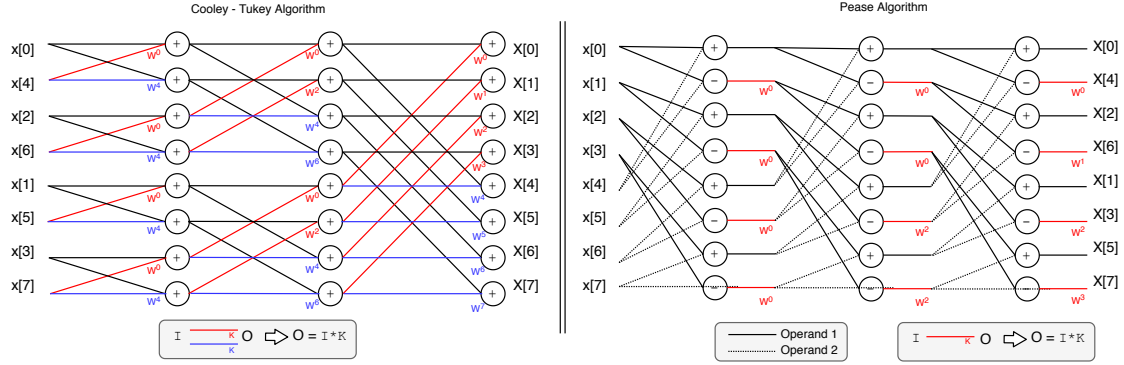 Cooley - Tukey Algorithm
x[0]
x[4]
x[2]
x[6]
x[1]
x[5]
x[3]
x[7]
+
+
+
+
+
+
+
+
W⁰
W⁴
W⁰
W⁴
W⁰
W⁴
W⁰
W⁴
+
+
+
+
+
+
+
+
W⁰
W²
W⁴
W⁶
W⁰
W²
W⁴
W⁶
+
+
+
+
+
+
+
+
W⁰
W¹
W²
W³
W⁴
W⁵
W⁶
W⁷
X[0]
X[1]
X[2]
X[3]
X[4]
X[5]
X[6]
X[7]
I K K O O = I*K
Pease Algorithm
x[0]
x[1]
x[2]
x[3]
x[4]
x[5]
x[6]
x[7]
+
−
+
−
+
−
+
−
W⁰
W⁰
W⁰
W⁰
+
−
+
−
+
−
+
−
W⁰
W⁰
W²
W²
+
−
+
−
+
−
+
−
W⁰
W¹
W²
W³
X[0]
X[4]
X[2]
X[6]
X[1]
X[3]
X[5]
X[7]
Operand 1
Operand 2
I K O O = I*K